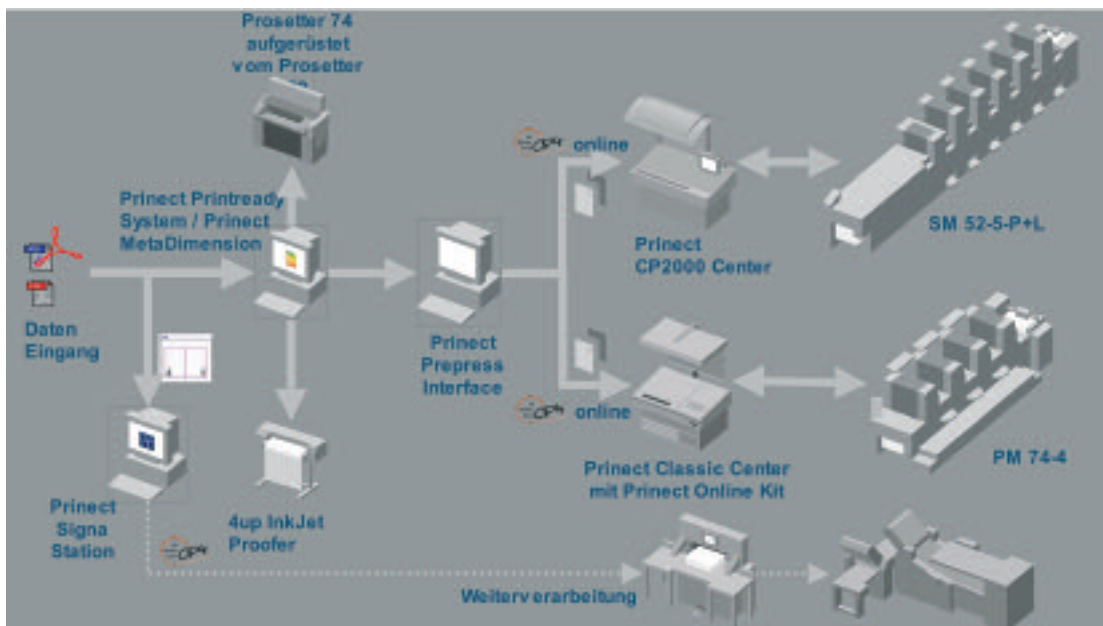 Prosetter 74
aufgerüstet
vom Prosetter
Prinect Printready
System / Prinect
MetaDimension
Daten
Eingang
Prinect
Signa
Station
4up InkJet
Proofer
Prinect
Prepress
Interface
online
Prinect
CP2000 Center
SM 52-5-P+L
online
Prinect Classic Center
mit Prinect Online Kit
PM 74-4
Weiterverarbeitung